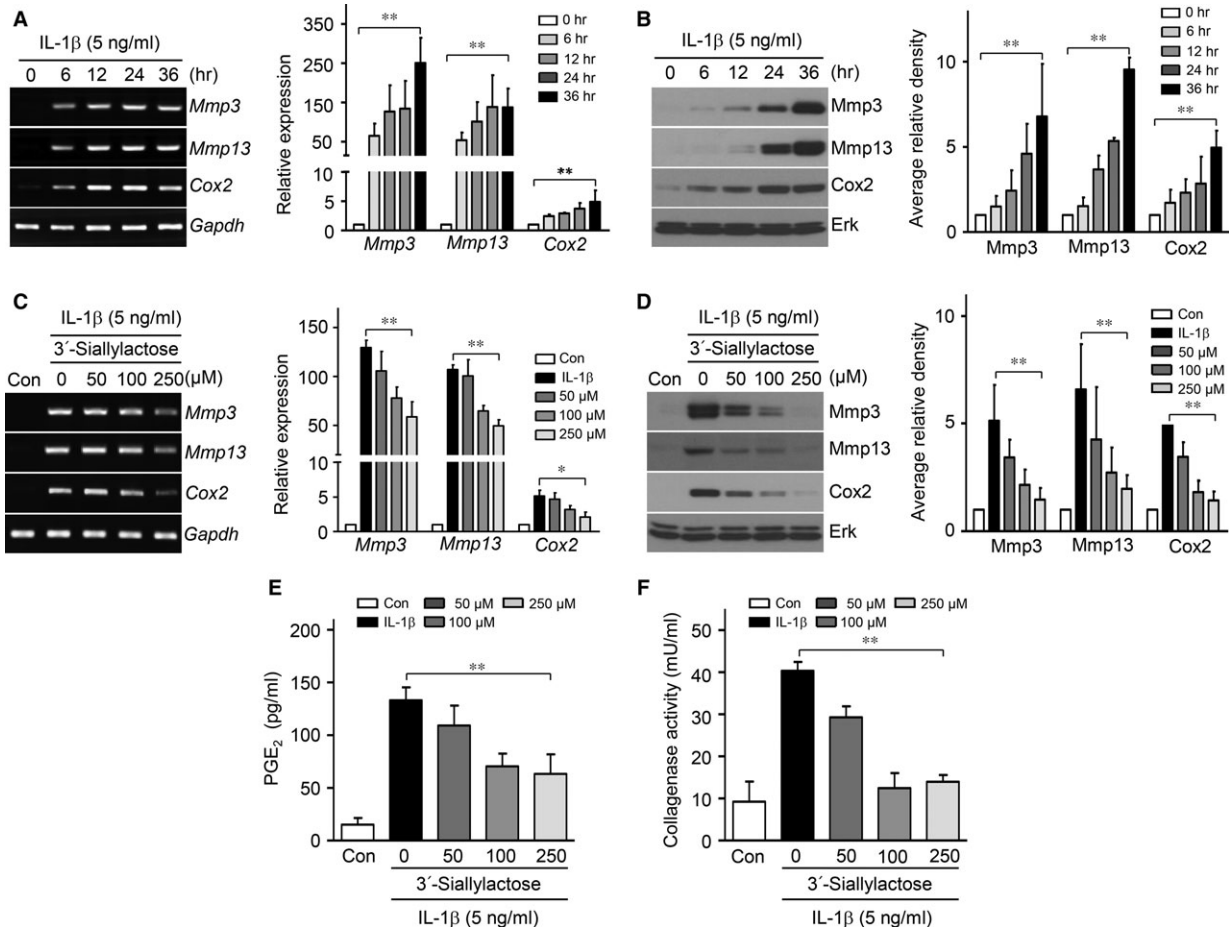 A
IL-1β (5 ng/ml)
0 6 12 24 36 (hr)
Mmp3
Mmp13
Cox2
Gapdh
Relative expression
350
250
150
50
5
0
**
**
**
0 hr
6 hr
12 hr
24 hr
36 hr
Mmp3 Mmp13 Cox2
B
IL-1β (5 ng/ml)
0 6 12 24 36 (hr)
Mmp3
Mmp13
Cox2
Erk
Average relative density
10
5
0
**
**
**
0 hr
6 hr
12 hr
24 hr
36 hr
Mmp3 Mmp13 Cox2
C
IL-1β (5 ng/ml)
3´-Siallylactose
Con 0 50 100 250 (μM)
Mmp3
Mmp13
Cox2
Gapdh
Relative expression
150
100
50
5
0
**
**
*
Con
IL-1β
50 μM
100 μM
250 μM
Mmp3 Mmp13 Cox2
D
IL-1β (5 ng/ml)
3´-Siallylactose
Con 0 50 100 250 (μM)
Mmp3
Mmp13
Cox2
Erk
Average relative density
10
5
0
**
**
**
Con
IL-1β
50 μM
100 μM
250 μM
Mmp3 Mmp13 Cox2
E
Con 50 μM 250 μM
IL-1β 100 μM
PGE₂ (pg/ml)
200
150
100
50
0
**
Con 0 50 100 250
3´-Siallylactose
IL-1β (5 ng/ml)
F
Con 50 μM 250 μM
IL-1β 100 μM
Collagenase activity (mU/ml)
50
40
30
20
10
0
**
Con 0 50 100 250
3´-Siallylactose
IL-1β (5 ng/ml)